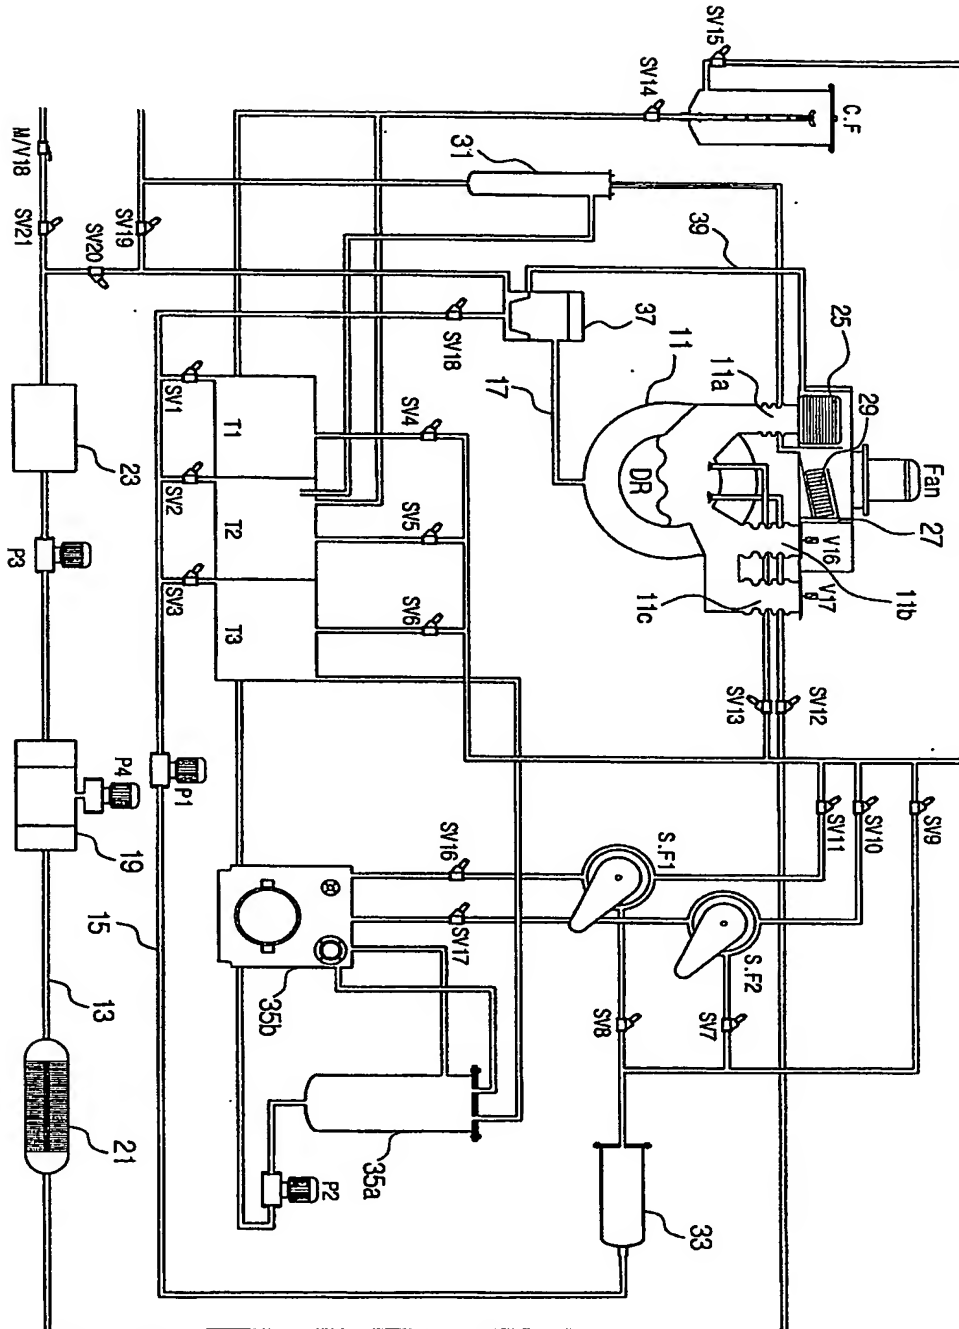 SV15
C.F
SV14
31
39
M/V18
SV21
SV20
SV19
SV18
37
17
11
11a
25
29
Fan
27
V16
11b
V17
11c
DR
SV1
SV2
SV3
T1
T2
T3
SV4
SV5
SV6
23
P3
SV13
SV12
P4
19
P1
15
13
21
SV16
SV17
S.F1
S.F2
SV11
SV10
SV9
SV8
SV7
35b
35a
P2
33